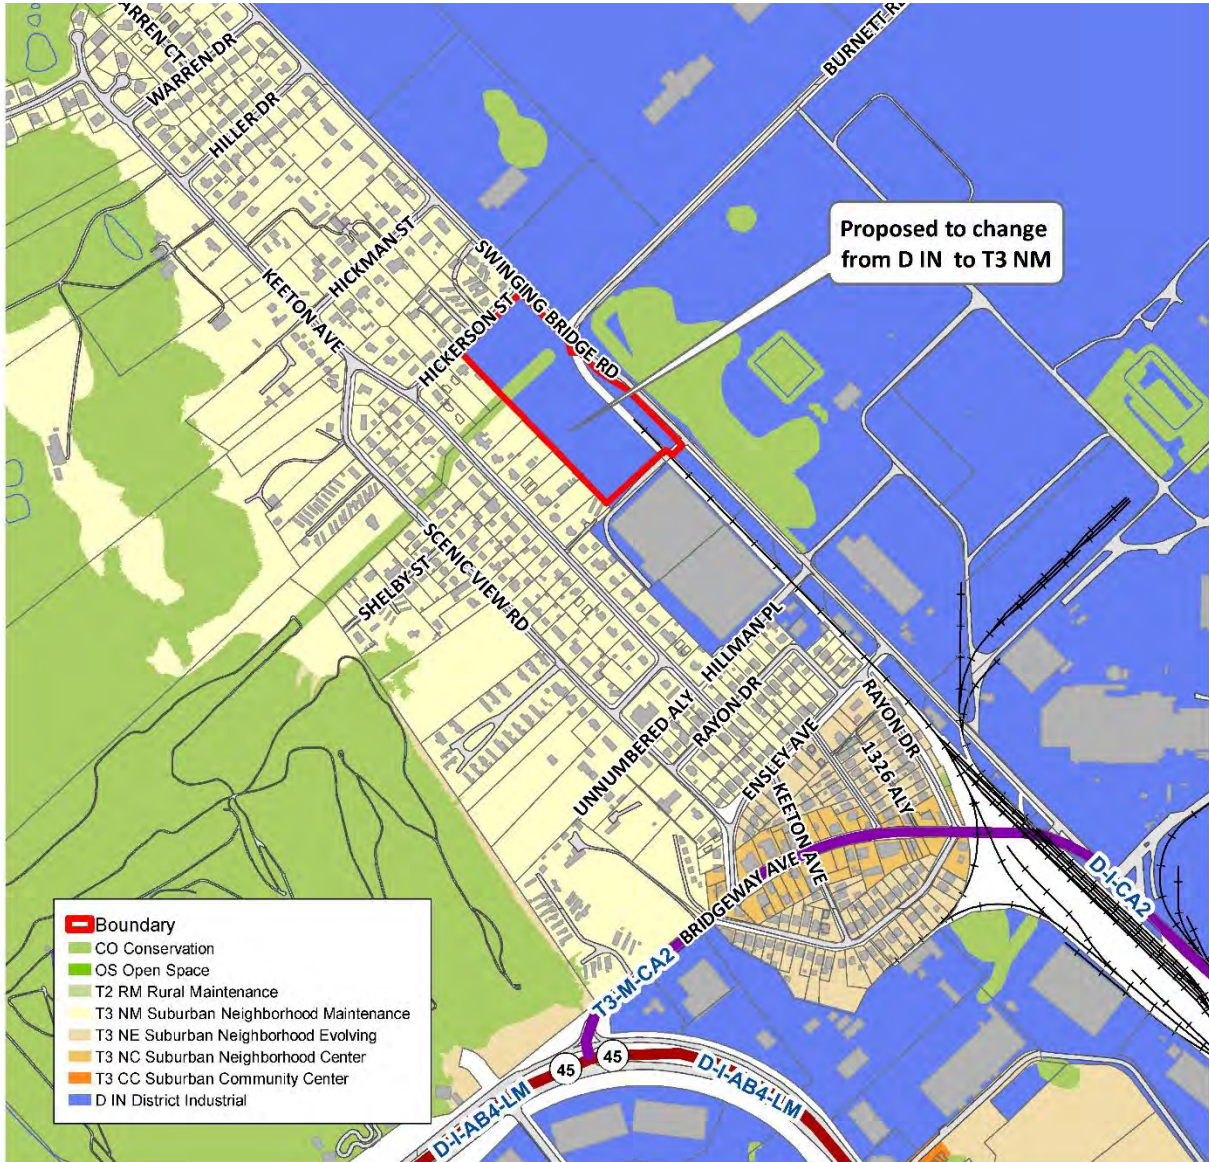 WARREN CT
WARREN DR
HILLER DR
BURNETT RD
Proposed to change
from D IN to T3 NM
HICKMAN ST
SWINGING BRIDGE RD
KEETON AVE
HICKERSON ST
SCENIC VIEW RD
SHELBY ST
HILLMAN PL
UNNUMBERED ALY
RAYON DR
RAYON DR
ENSLEY AVE
1326 ALY
KEETON AVE
BRIDGEWAY AVE
D-I-CA2
T3-M-CA2
45
45
D-I-AB4-LM
D-I-AB4-LM
Boundary
CO Conservation
OS Open Space
T2 RM Rural Maintenance
T3 NM Suburban Neighborhood Maintenance
T3 NE Suburban Neighborhood Evolving
T3 NC Suburban Neighborhood Center
T3 CC Suburban Community Center
D IN District Industrial